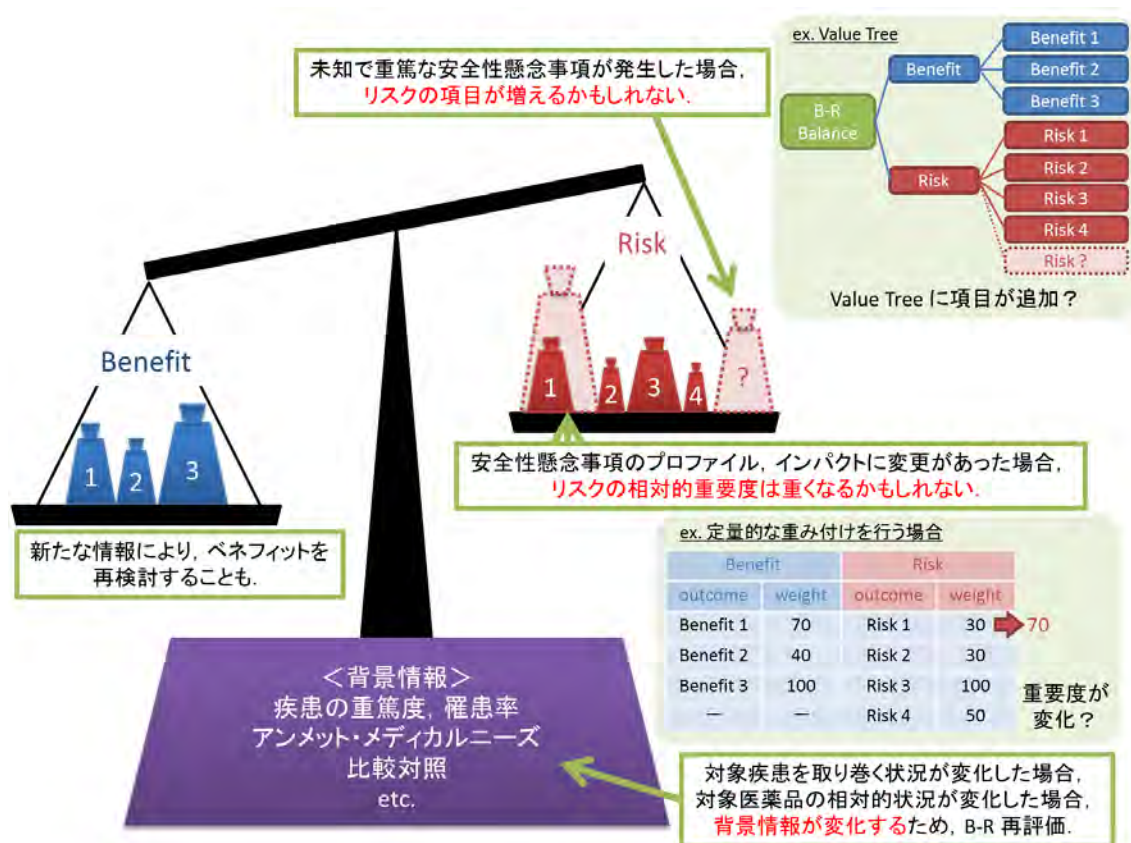 未知で重篤な安全性懸念事項が発生した場合,
リスクの項目が増えるかもしれない.
ex. Value Tree
B-R
Balance
Benefit
Benefit 1
Benefit 2
Benefit 3
Risk
Risk 1
Risk 2
Risk 3
Risk 4
Risk ?
Value Tree に項目が追加？
Benefit
1
2
3
Risk
1
2
3
4
?
新たな情報により, ベネフィットを
再検討することも.
安全性懸念事項のプロファイル, インパクトに変更があった場合,
リスクの相対的重要度は重くなるかもしれない.
ex. 定量的な重み付けを行う場合
Benefit Risk
outcome weight outcome weight
Benefit 1 70 Risk 1 30 70
Benefit 2 40 Risk 2 30
Benefit 3 100 Risk 3 100
— — Risk 4 50
重要度が
変化？
＜背景情報＞
疾患の重篤度, 罹患率
アンメット・メディカルニーズ
比較対照
etc.
対象疾患を取り巻く状況が変化した場合,
対象医薬品の相対的状況が変化した場合,
背景情報が変化するため, B-R 再評価.